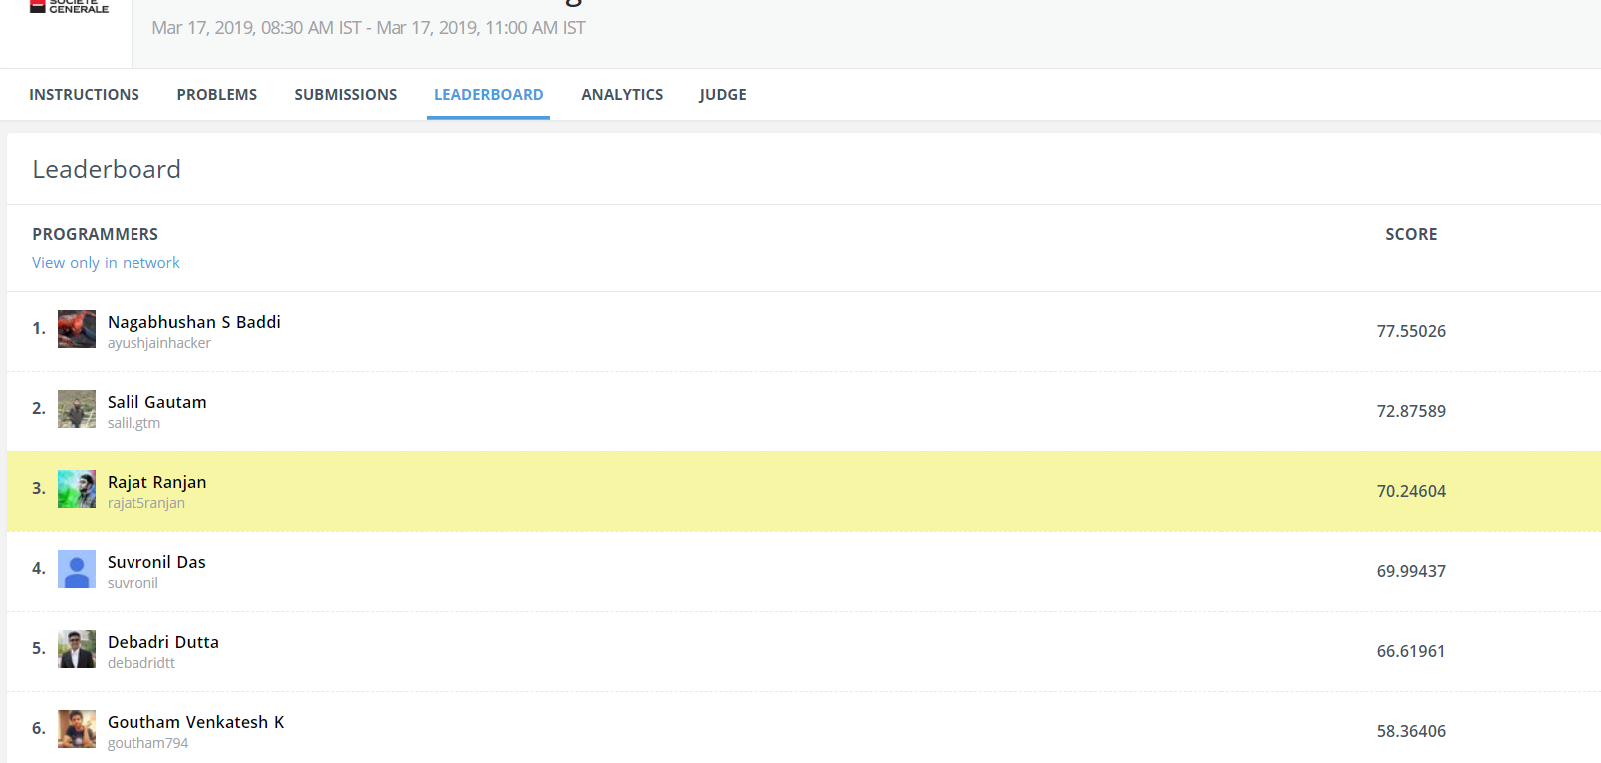 SOCIETE
GENERALE
Mar 17, 2019, 08:30 AM IST - Mar 17, 2019, 11:00 AM IST
INSTRUCTIONS PROBLEMS SUBMISSIONS LEADERBOARD ANALYTICS JUDGE
Leaderboard
PROGRAMMERS SCORE
View only in network
1. Nagabhushan S Baddi 77.55026
ayushjainhacker
2. Salil Gautam 72.87589
salil.gtm
3. Rajat Ranjan 70.24604
rajat5ranjan
4. Suvronil Das 69.99437
suvronil
5. Debadri Dutta 66.61961
debadridtt
6. Goutham Venkatesh K 58.36406
goutham794